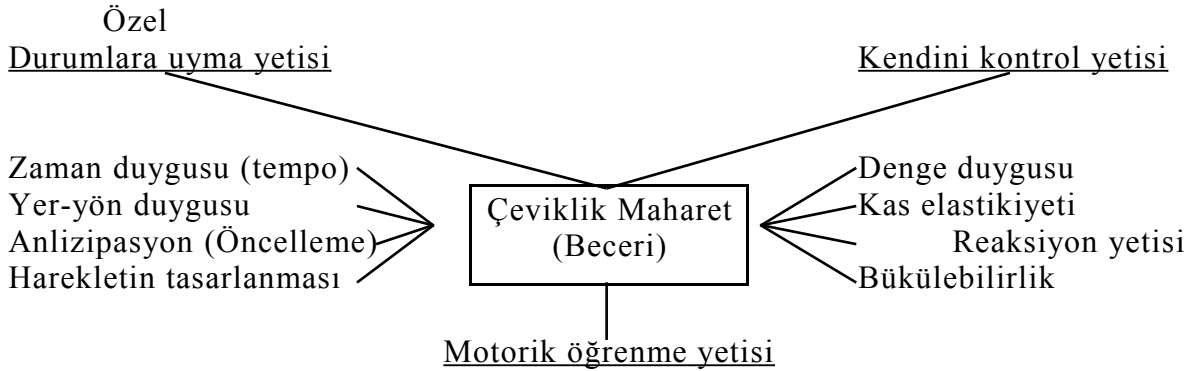 Özel
Durumlara uyma yetisi
Kendini kontrol yetisi
Zaman duygusu (tempo)
Yer-yön duygusu
Anlizipasyon (Öncelleme)
Harekletin tasarlanması
Çeviklik Maharet
(Beceri)
Denge duygusu
Kas elastikiyeti
Reaksiyon yetisi
Bükülebilirlik
Motorik öğrenme yetisi